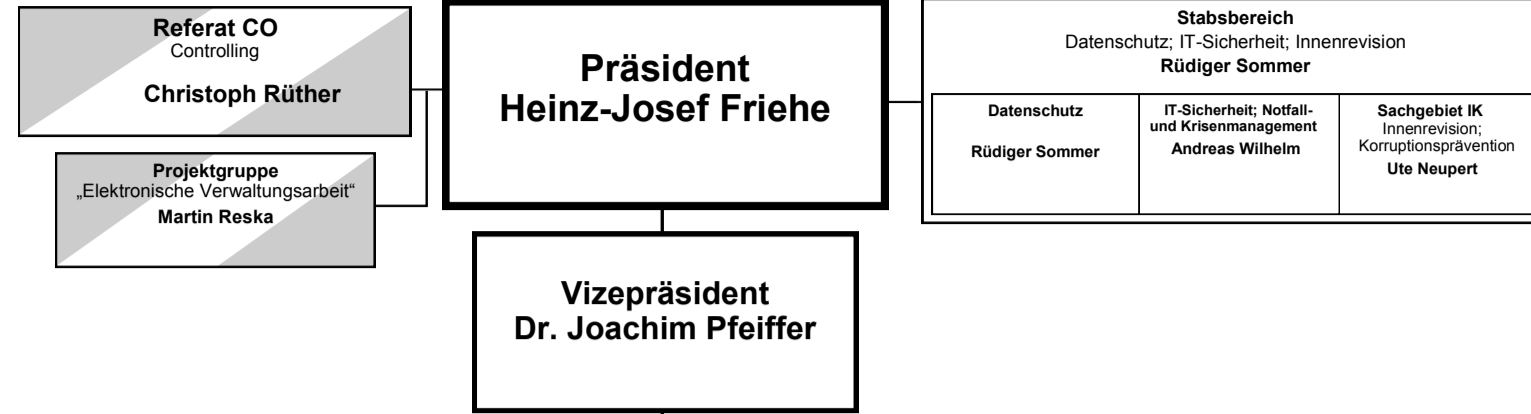 Referat CO
Controlling
Christoph Rüther
Projektgruppe
„Elektronische Verwaltungsarbeit“
Martin Reska
Präsident
Heinz-Josef Friehe
Vizepräsident
Dr. Joachim Pfeiffer
Stabsbereich
Datenschutz; IT-Sicherheit; Innenrevision
Rüdiger Sommer
Datenschutz
Rüdiger Sommer
IT-Sicherheit; Notfall-
und Krisenmanagement
Andreas Wilhelm
Sachgebiet IK
Innenrevision;
Korruptionsprävention
Ute Neupert